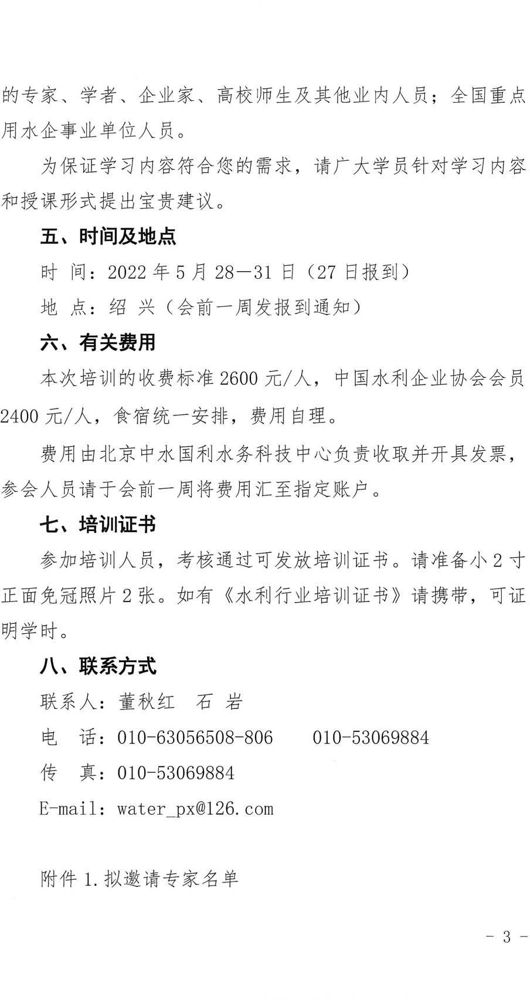 的专家、学者、企业家、高校师生及其他业内人员；全国重点
用水企事业单位人员。
为保证学习内容符合您的需求，请广大学员针对学习内容
和授课形式提出宝贵建议。
五、时间及地点
时 间：2022 年 5 月 28－31 日（27 日报到）
地 点：绍 兴（会前一周发报到通知）
六、有关费用
本次培训的收费标准 2600 元/人，中国水利企业协会会员
2400 元/人，食宿统一安排，费用自理。
费用由北京中水国利水务科技中心负责收取并开具发票，
参会人员请于会前一周将费用汇至指定账户。
七、培训证书
参加培训人员，考核通过可发放培训证书。请准备小 2 寸
正面免冠照片 2 张。如有《水利行业培训证书》请携带，可证
明学时。
八、联系方式
联系人：董秋红 石 岩
电 话：010-63056508-806 010-53069884
传 真：010-53069884
E-mail：water_px@126.com
附件 1.拟邀请专家名单
- 3 -